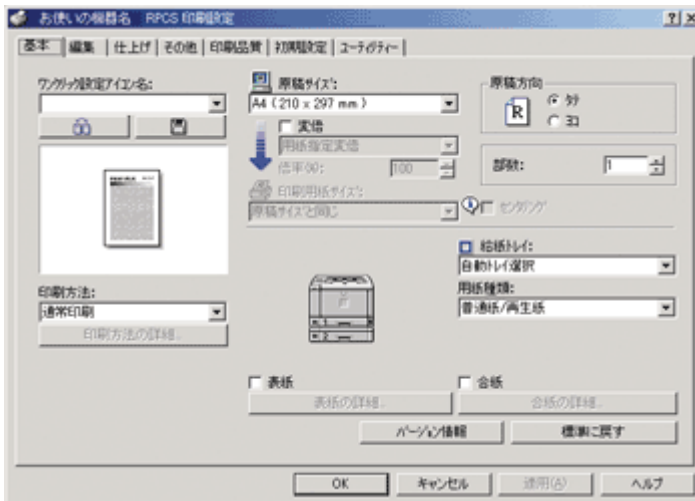 お使いの機器名 RPCS 印刷設定
基本 編集 仕上げ その他 印刷品質 初期設定 ユーティリティー
ワンクリック設定アイコン名:
原稿サイズ:
A4 (210 x 297 mm)
変倍
用紙指定変倍
倍率(%): 100
印刷用紙サイズ:
原稿サイズと同じ
センタリング
原稿方向
R
タテ
ヨコ
部数: 1
印刷方法:
通常印刷
印刷方法の詳細...
給紙トレイ:
自動トレイ選択
用紙種類:
普通紙/再生紙
表紙
表紙の詳細...
合紙
合紙の詳細...
バージョン情報
標準に戻す
OK
キャンセル
適用(A)
ヘルプ